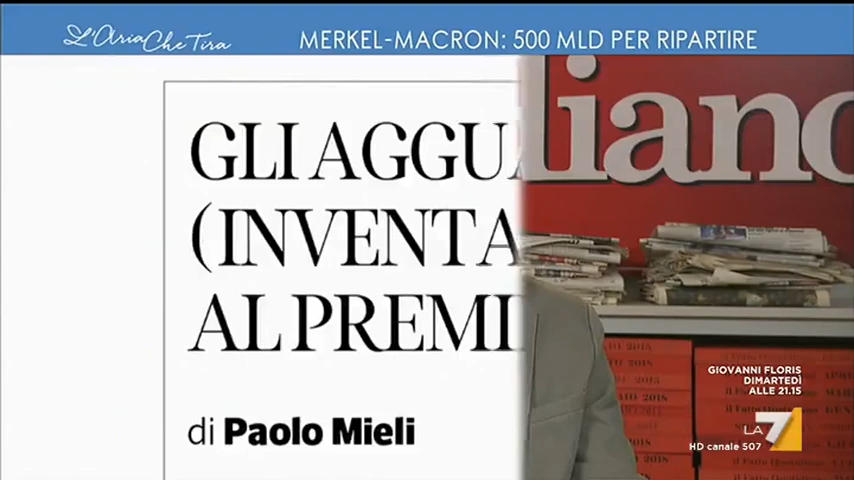 L'Aria Che Tira
MERKEL-MACRON: 500 MLD PER RIPARTIRE
GLI AGGU
(INVENTA
AL PREMI
di Paolo Mieli
liano
GIOVANNI FLORIS
DIMARTEDÌ
ALLE 21.15
LA7
HD canale 507